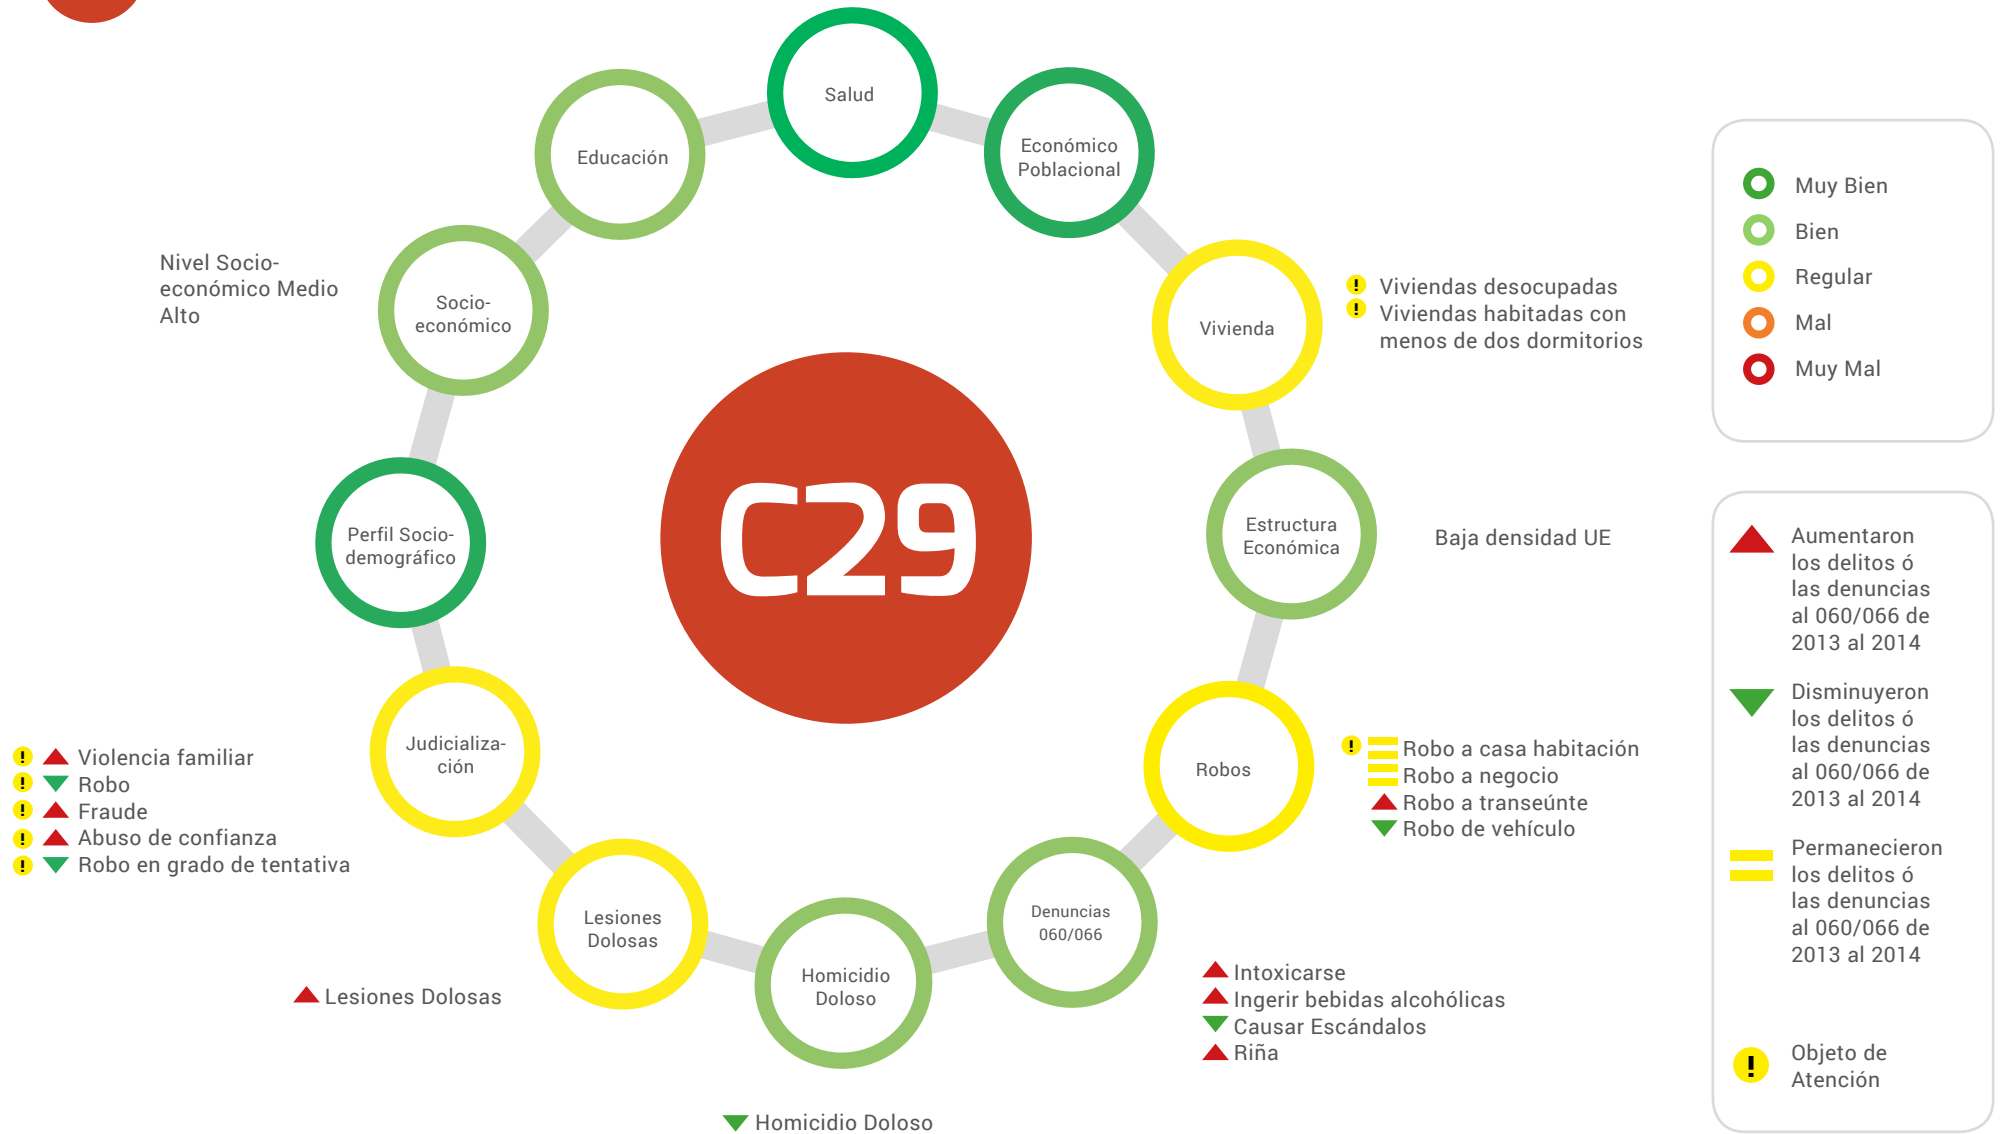 Salud
Educación
Económico
Poblacional
Nivel Socio-
económico Medio
Alto
Socio-
económico
Vivienda
Viviendas desocupadas
Viviendas habitadas con
menos de dos dormitorios
Perfil Socio-
demográfico
C29
Estructura
Económica
Baja densidad UE
Judicializa-
ción
Violencia familiar
Robo
Fraude
Abuso de confianza
Robo en grado de tentativa
Robos
Robo a casa habitación
Robo a negocio
Robo a transeúnte
Robo de vehículo
Lesiones
Dolosas
Lesiones Dolosas
Homicidio
Doloso
Homicidio Doloso
Denuncias
060/066
Intoxicarse
Ingerir bebidas alcohólicas
Causar Escándalos
Riña
Muy Bien
Bien
Regular
Mal
Muy Mal
Aumentaron
los delitos ó
las denuncias
al 060/066 de
2013 al 2014
Disminuyeron
los delitos ó
las denuncias
al 060/066 de
2013 al 2014
Permanecieron
los delitos ó
las denuncias
al 060/066 de
2013 al 2014
Objeto de
Atención